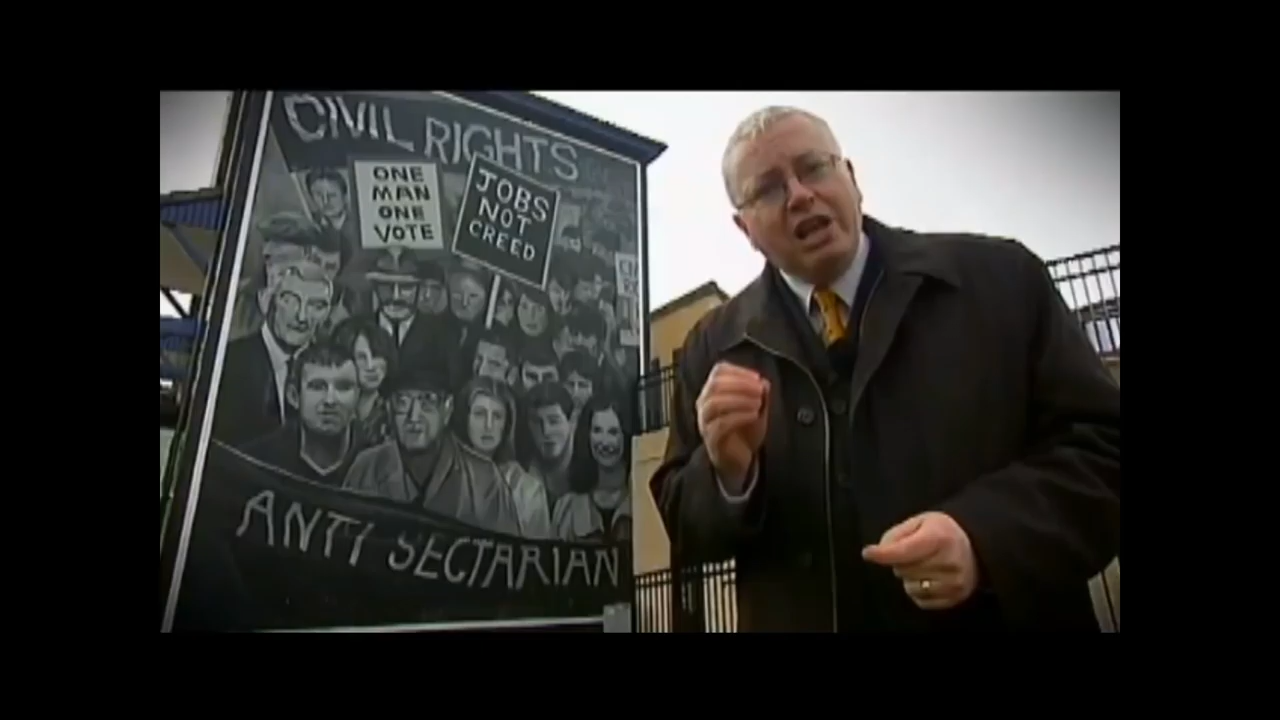 CIVIL RIGHTS
ONE
MAN
ONE
VOTE
JOBS
NOT
CREED
ANTI SECTARIAN